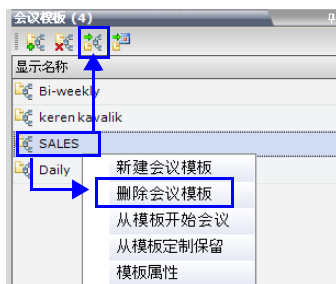 会议模板 (4)
显示名称
Bi-weekly
keren kavalik
SALES
Daily
新建会议模板
删除会议模板
从模板开始会议
从模板定制保留
模板属性